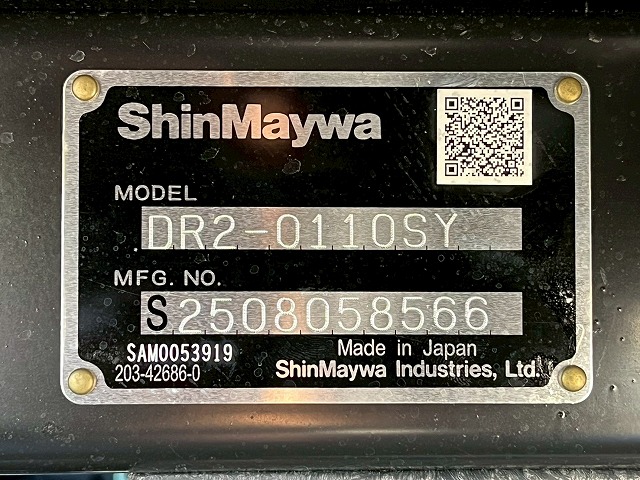 ShinMaywa
MODEL
DR2-0110SY
MFG. NO.
S2508058566
SAM0053919
203-42686-0
Made in Japan
ShinMaywa Industries, Ltd.